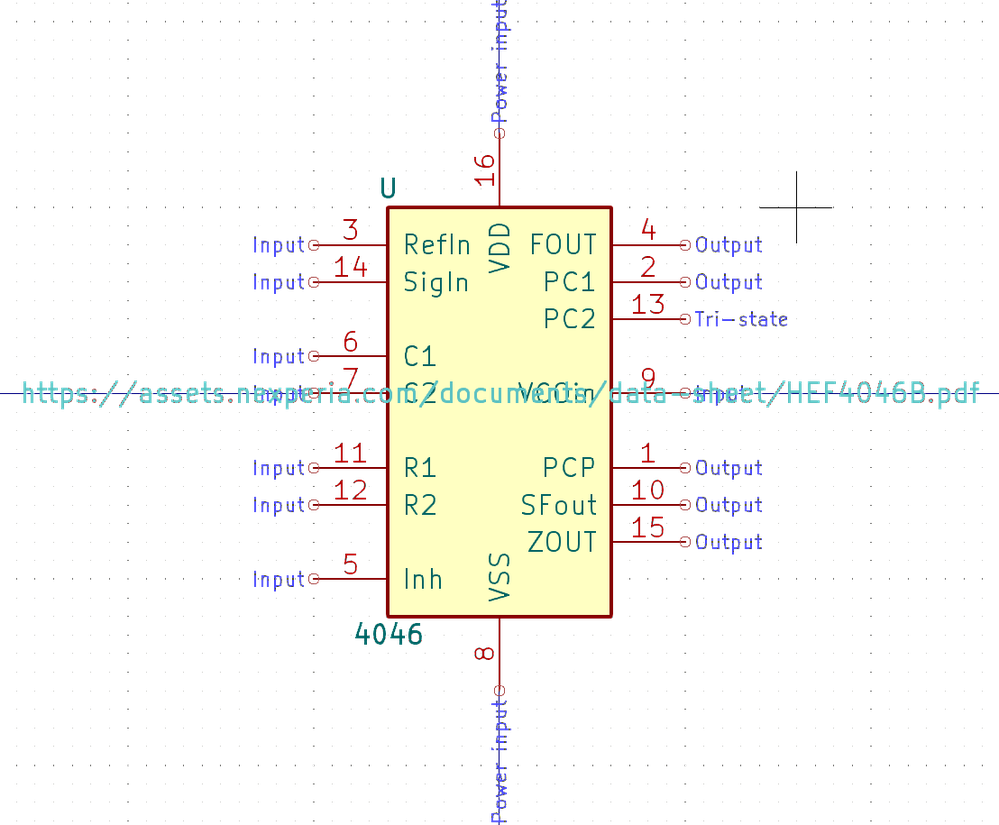 Power input
16
U
VDD
Input 3 RefIn FOUT 4 Output
Input 14 SigIn PC1 2 Output
PC2 13 Tri-state
Input 6 C1
Input 7 C2 VCOin 9 Input
https://assets.nexperia.com/documents/data-sheet/HEF4046B.pdf
Input 11 R1 PCP 1 Output
Input 12 R2 SFout 10 Output
ZOUT 15 Output
Input 5 Inh
VSS
4046
8
Power input